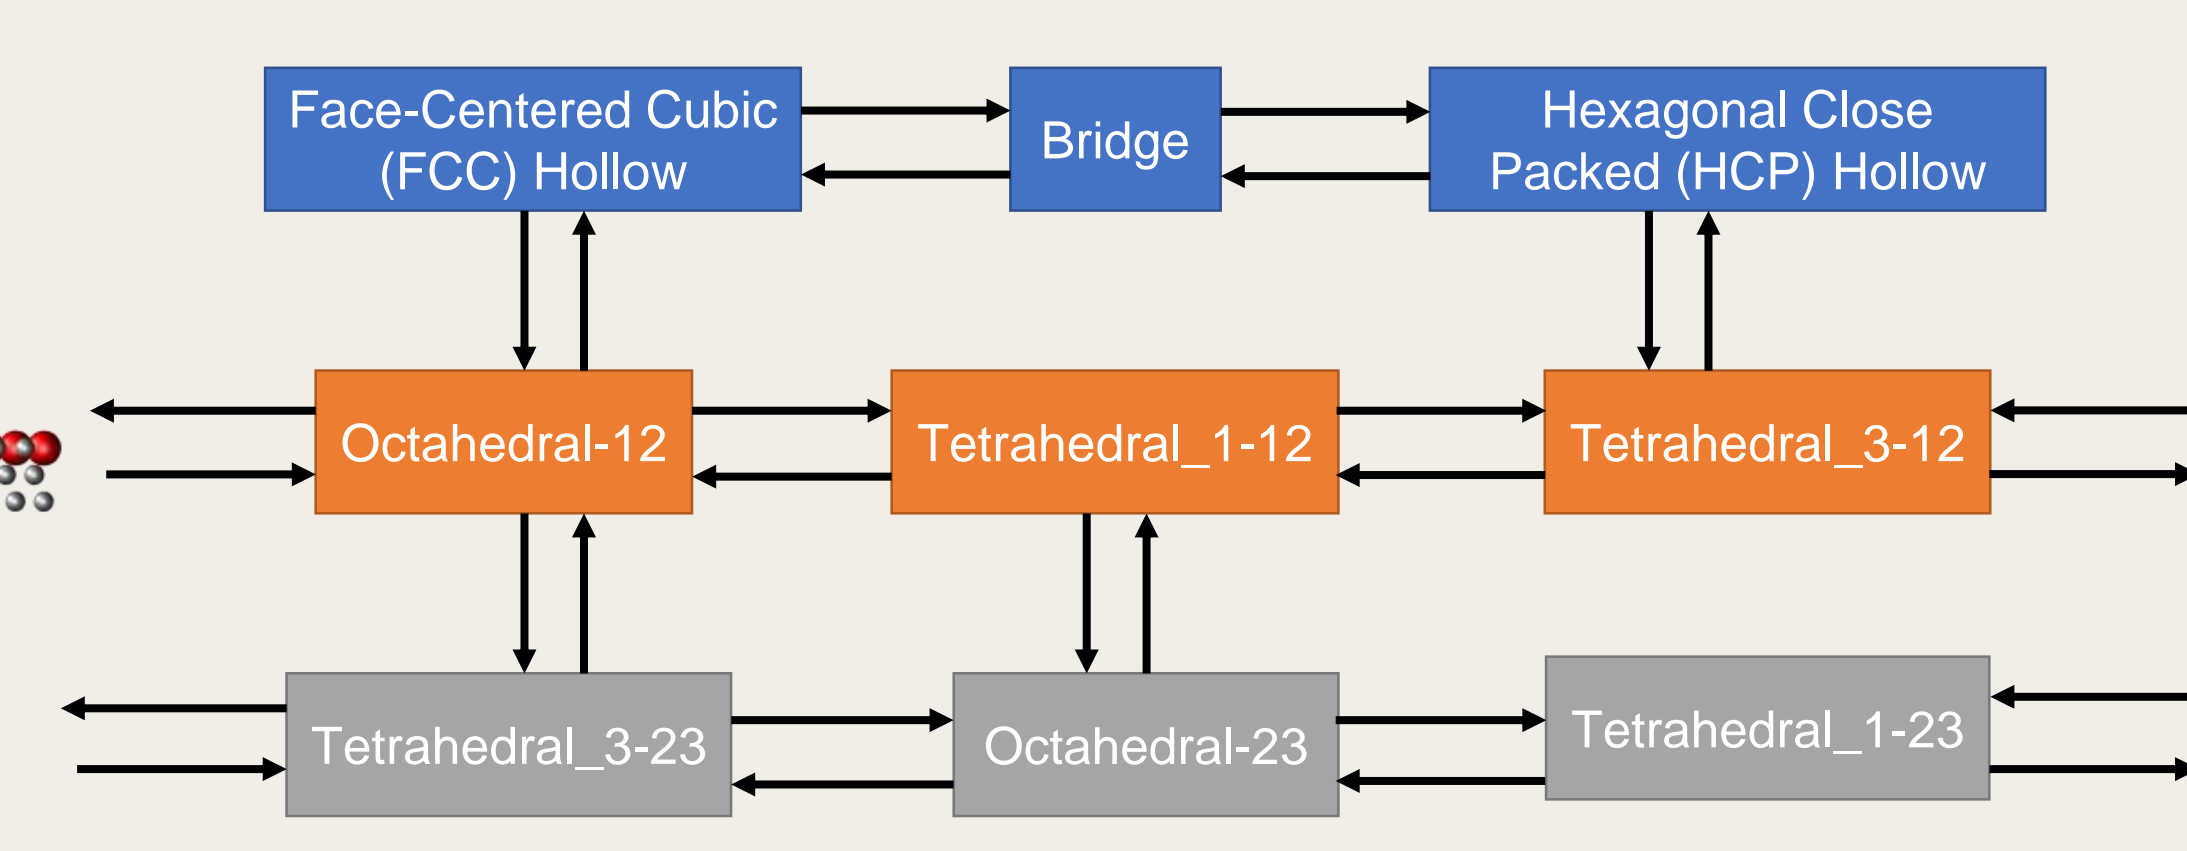 Face-Centered Cubic
(FCC) Hollow
Bridge
Hexagonal Close
Packed (HCP) Hollow
Octahedral-12
Tetrahedral_1-12
Tetrahedral_3-12
Tetrahedral_3-23
Octahedral-23
Tetrahedral_1-23